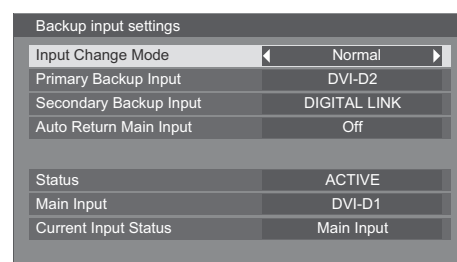 Backup input settings
Input Change Mode Normal
Primary Backup Input DVI-D2
Secondary Backup Input DIGITAL LINK
Auto Return Main Input Off
Status ACTIVE
Main Input DVI-D1
Current Input Status Main Input